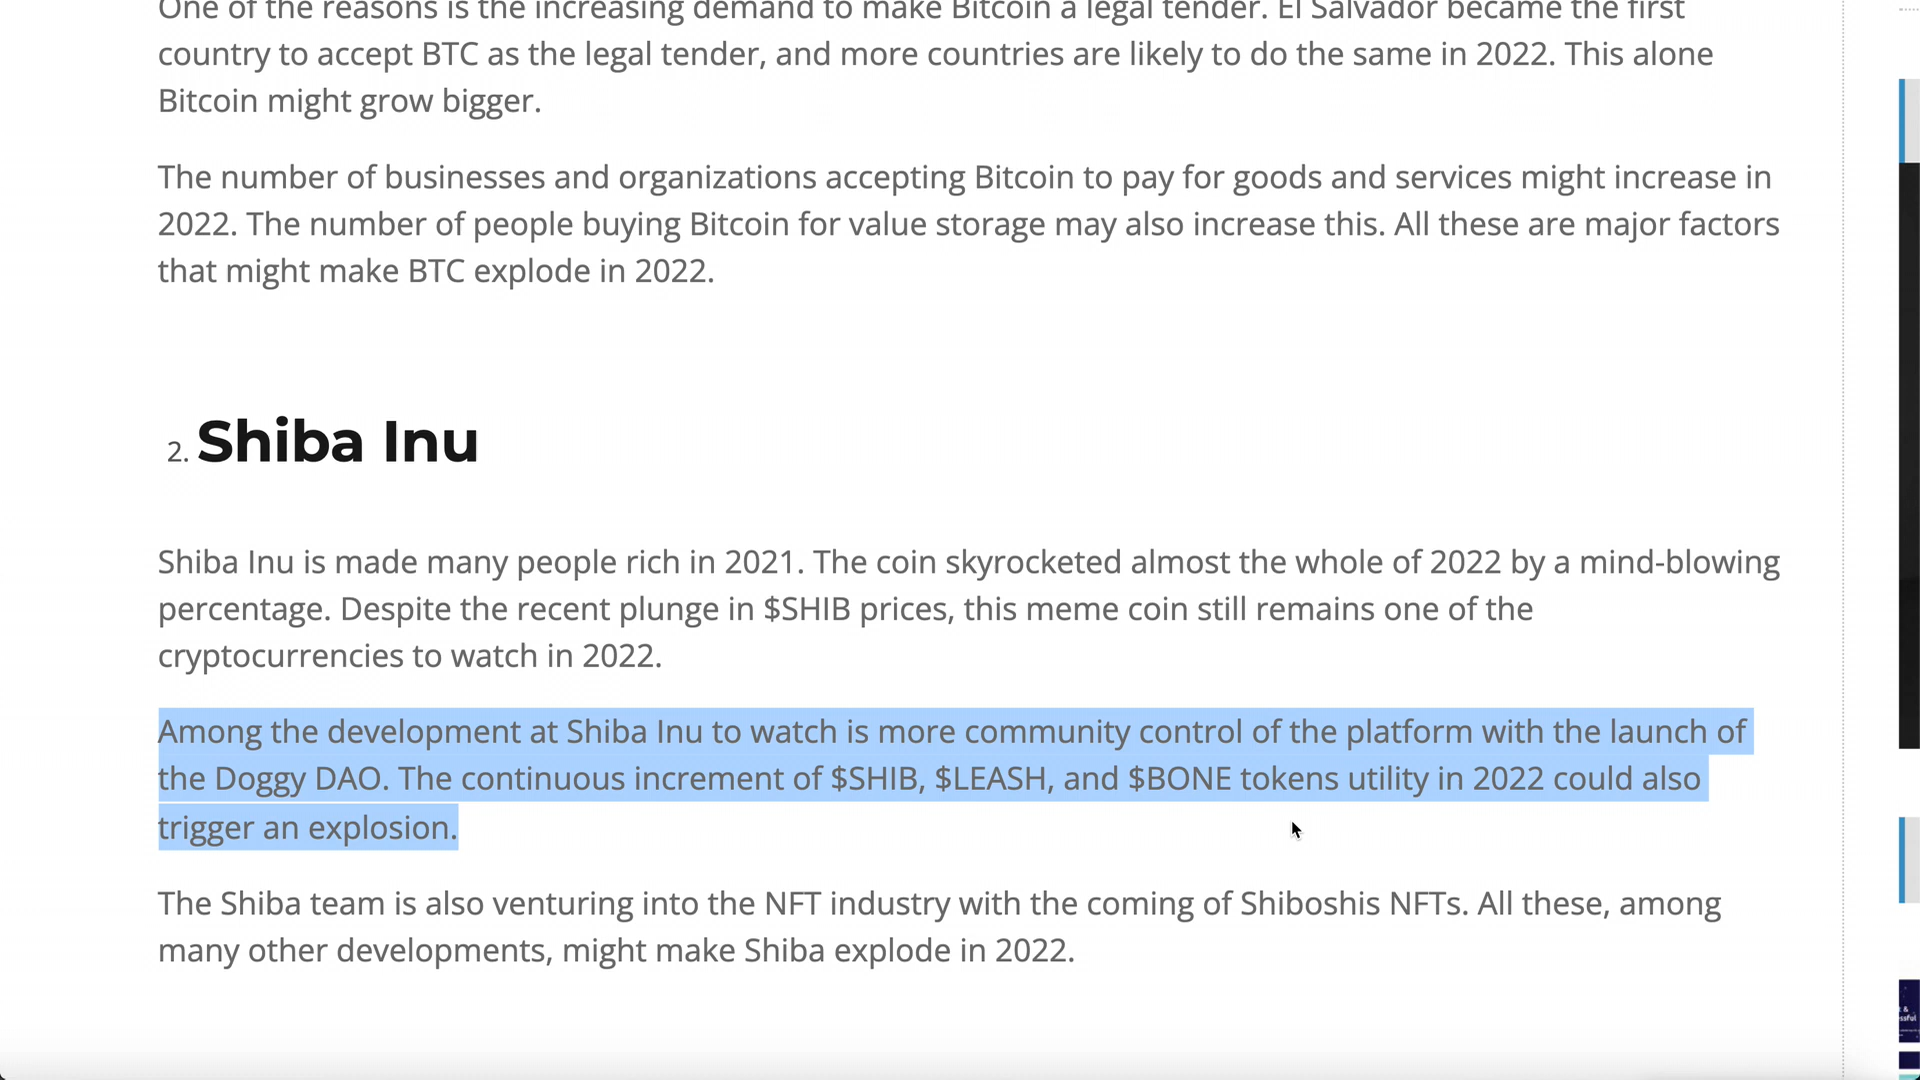 One of the reasons is the increasing demand to make Bitcoin a legal tender. El Salvador became the first
country to accept BTC as the legal tender, and more countries are likely to do the same in 2022. This alone
Bitcoin might grow bigger.
The number of businesses and organizations accepting Bitcoin to pay for goods and services might increase in
2022. The number of people buying Bitcoin for value storage may also increase this. All these are major factors
that might make BTC explode in 2022.
2. Shiba Inu
Shiba Inu is made many people rich in 2021. The coin skyrocketed almost the whole of 2022 by a mind-blowing
percentage. Despite the recent plunge in $SHIB prices, this meme coin still remains one of the
cryptocurrencies to watch in 2022.
Among the development at Shiba Inu to watch is more community control of the platform with the launch of
the Doggy DAO. The continuous increment of $SHIB, $LEASH, and $BONE tokens utility in 2022 could also
trigger an explosion.
The Shiba team is also venturing into the NFT industry with the coming of Shiboshis NFTs. All these, among
many other developments, might make Shiba explode in 2022.